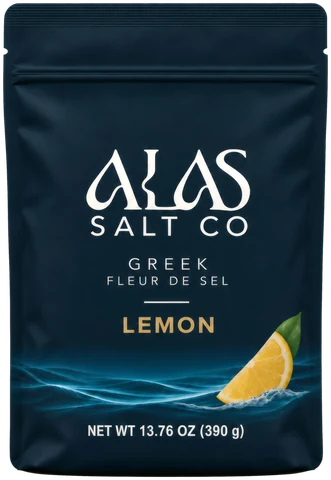 ALAS
SALT CO
GREEK
FLEUR DE SEL
LEMON
NET WT 13.76 OZ (390 g)